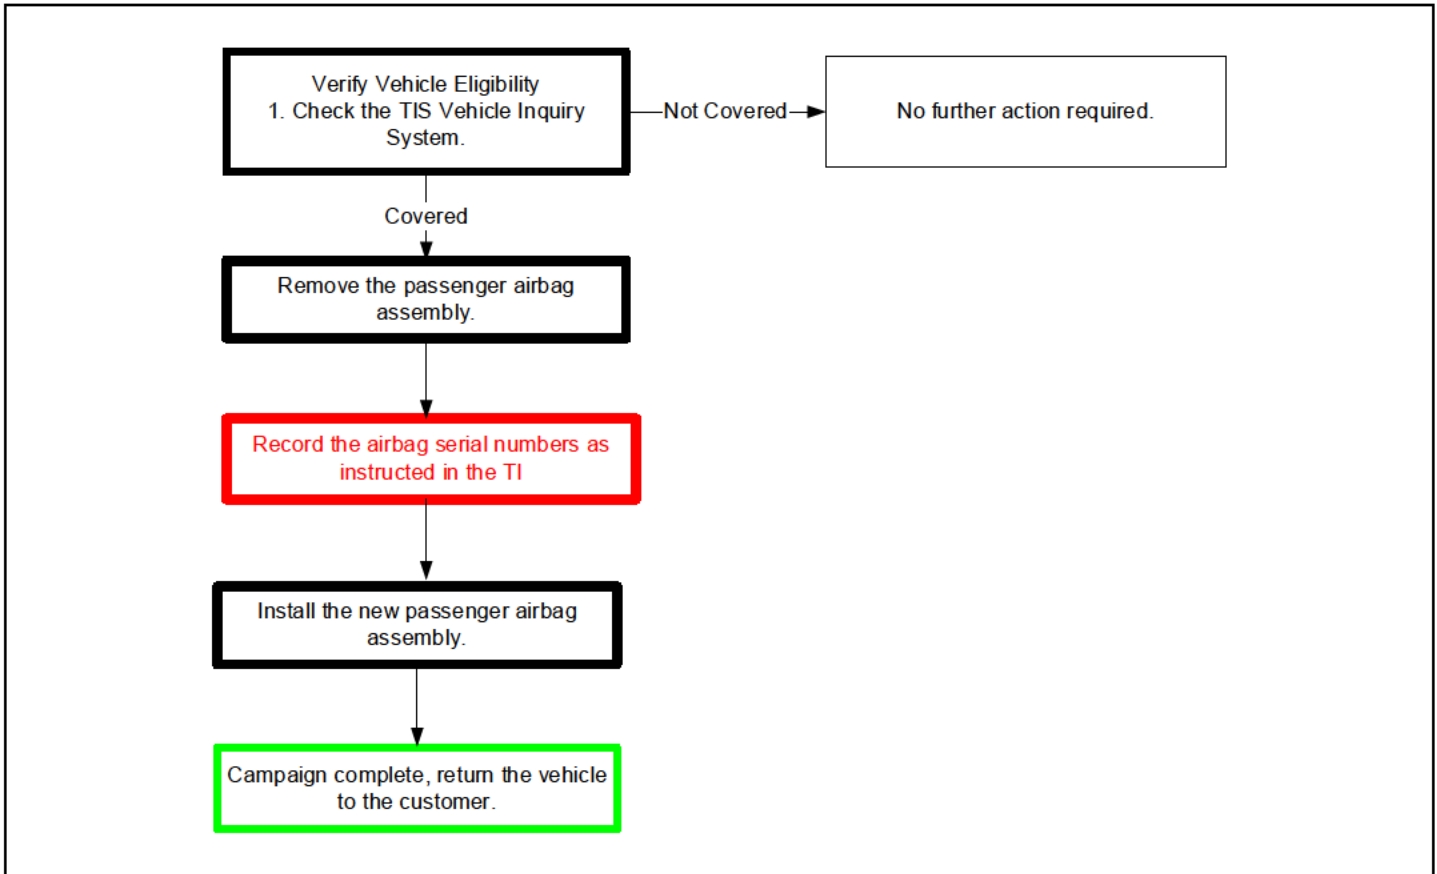 Verify Vehicle Eligibility
1. Check the TIS Vehicle Inquiry
System.
Not Covered
No further action required.
Covered
Remove the passenger airbag
assembly.
Record the airbag serial numbers as
instructed in the TI
Install the new passenger airbag
assembly.
Campaign complete, return the vehicle
to the customer.